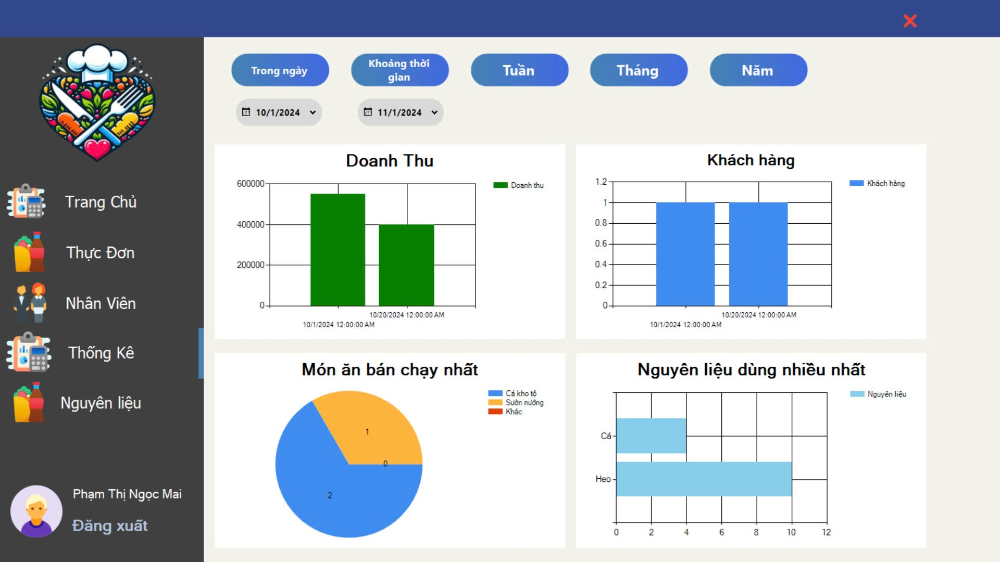 Trong ngày
Khoảng thời
gian
Tuần
Tháng
Năm
10/1/2024
11/1/2024
Trang Chủ
Thực Đơn
Nhân Viên
Thống Kê
Nguyên liệu
Phạm Thị Ngọc Mai
Đăng xuất
Doanh Thu
Doanh thu
600000
400000
200000
0
10/20/2024 12:00:00 AM
10/1/2024 12:00:00 AM
Khách hàng
Khách hàng
1.2
1
0.8
0.6
0.4
0.2
0
10/20/2024 12:00:00 AM
10/1/2024 12:00:00 AM
Món ăn bán chạy nhất
Cá kho tộ
Sườn nướng
Khác
1
0
2
Nguyên liệu dùng nhiều nhất
Nguyên liệu
Cá
Heo
0 2 4 6 8 10 12